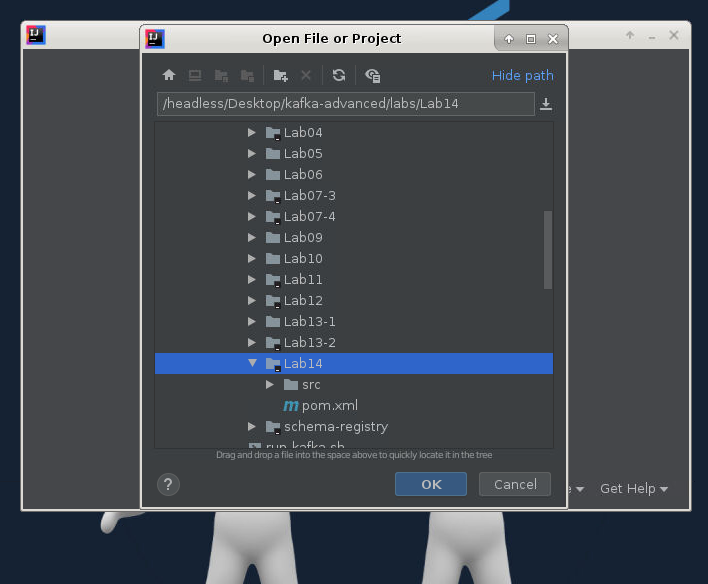 Open File or Project
Hide path
/headless/Desktop/kafka-advanced/labs/Lab14
Lab04
Lab05
Lab06
Lab07-3
Lab07-4
Lab09
Lab10
Lab11
Lab12
Lab13-1
Lab13-2
Lab14
src
m pom.xml
schema-registry
run-kafka.sh
Drag and drop a file into the space above to quickly locate it in the tree
? OK Cancel
Get Help